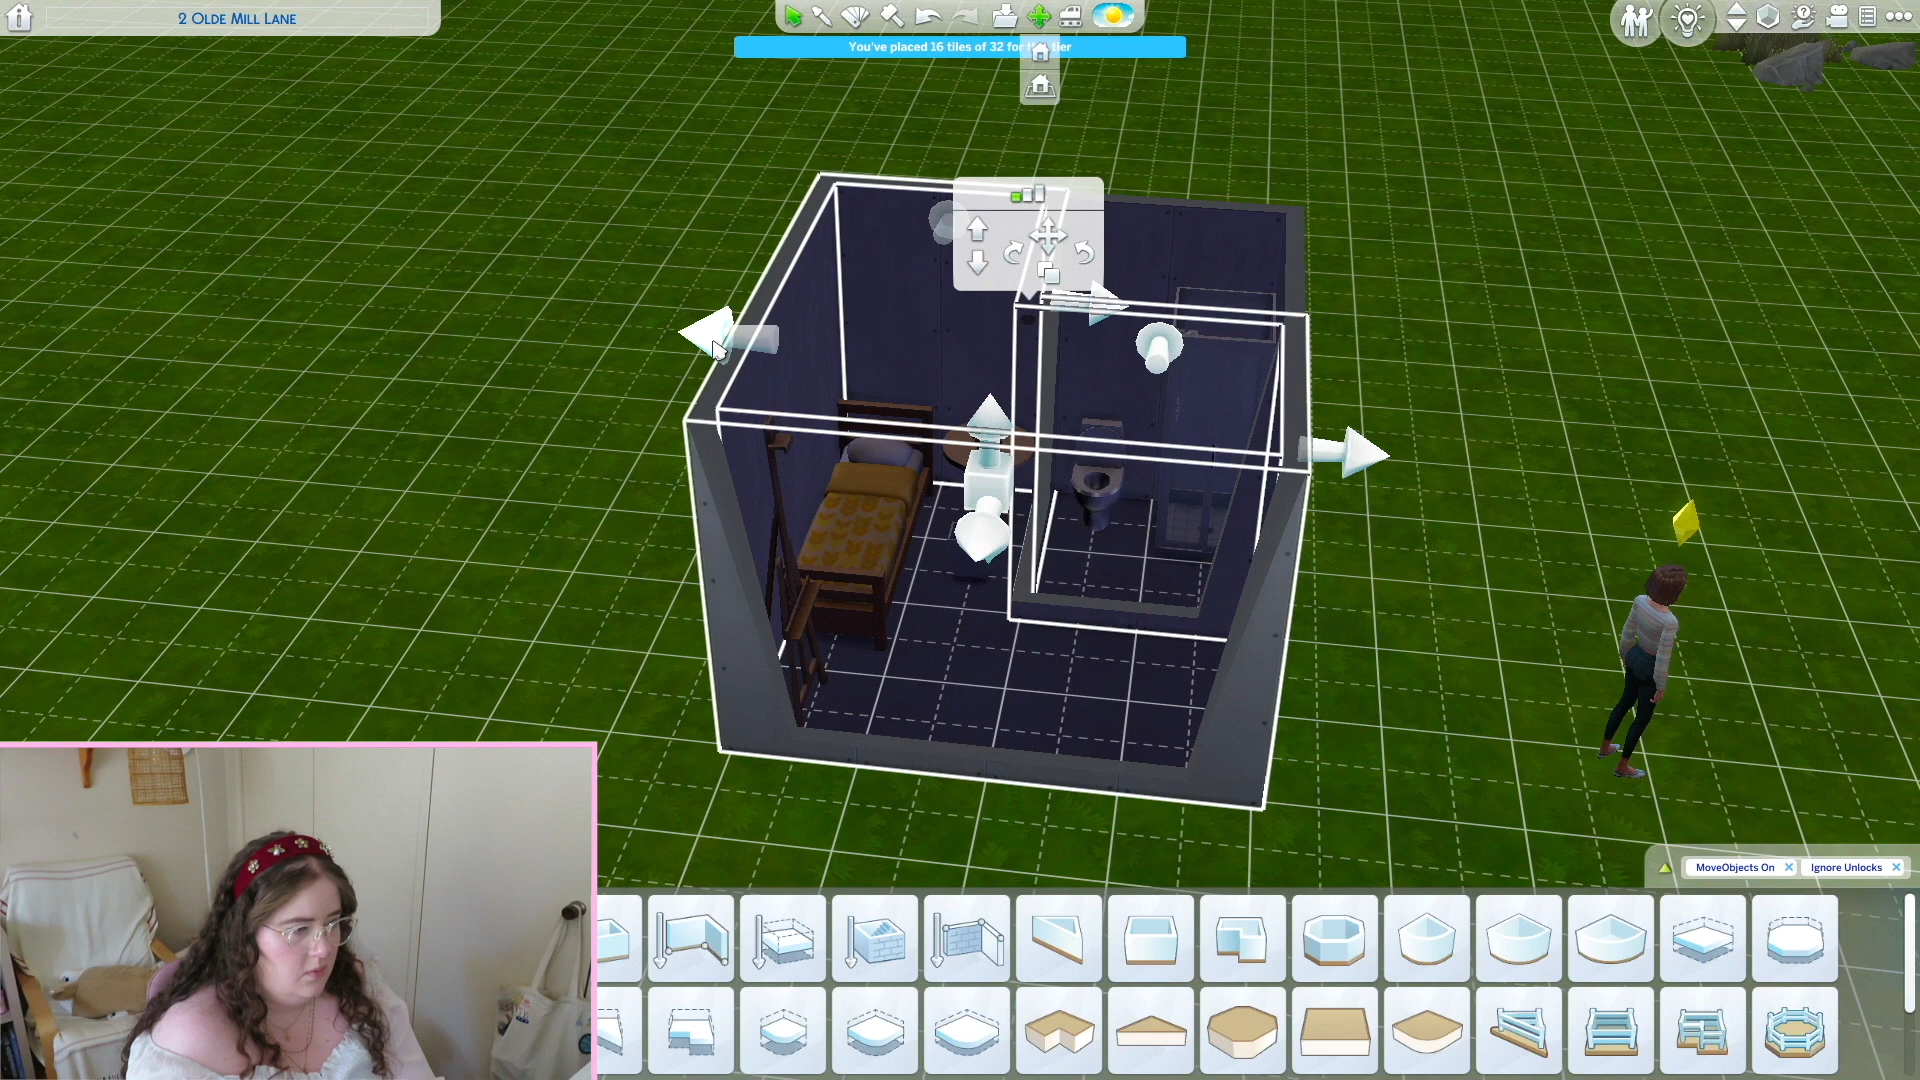 2 Olde Mill Lane
You've placed 16 tiles of 32 for tier
MoveObjects On
Ignore Unlocks